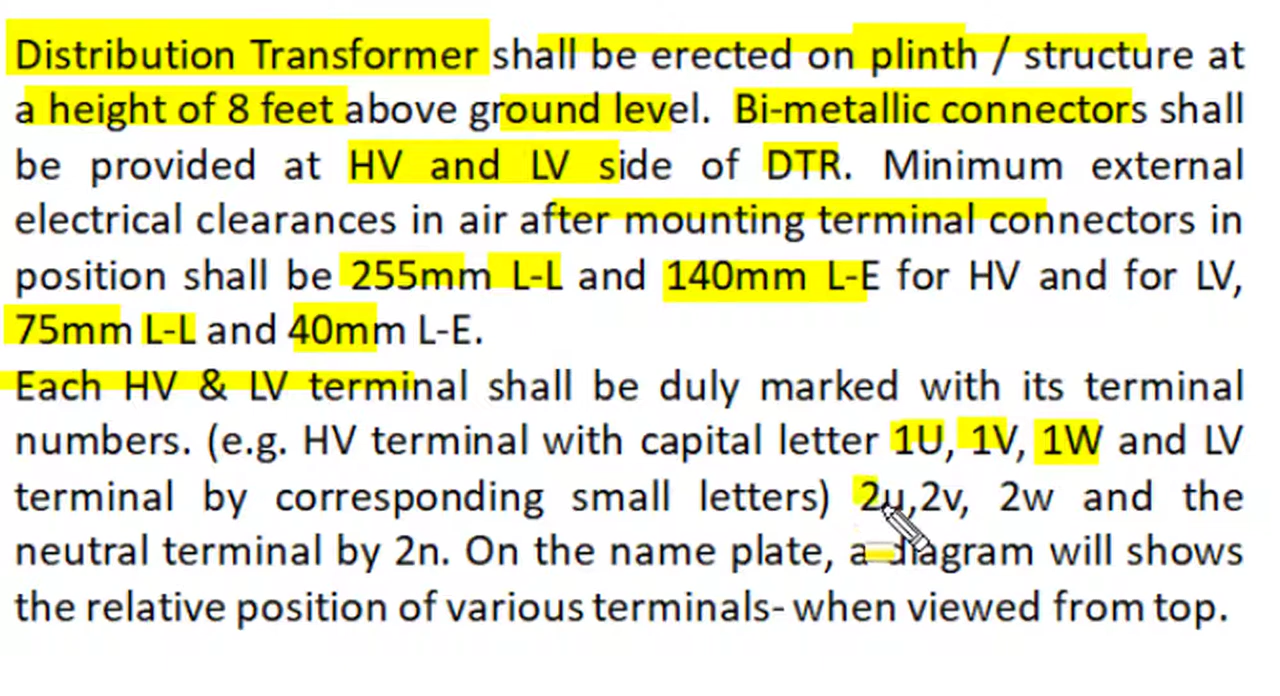 Distribution Transformer shall be erected on plinth / structure at
a height of 8 feet above ground level. Bi-metallic connectors shall
be provided at HV and LV side of DTR. Minimum external
electrical clearances in air after mounting terminal connectors in
position shall be 255mm L-L and 140mm L-E for HV and for LV,
75mm L-L and 40mm L-E.
Each HV & LV terminal shall be duly marked with its terminal
numbers. (e.g. HV terminal with capital letter 1U, 1V, 1W and LV
terminal by corresponding small letters) 2u,2v, 2w and the
neutral terminal by 2n. On the name plate, a diagram will shows
the relative position of various terminals- when viewed from top.